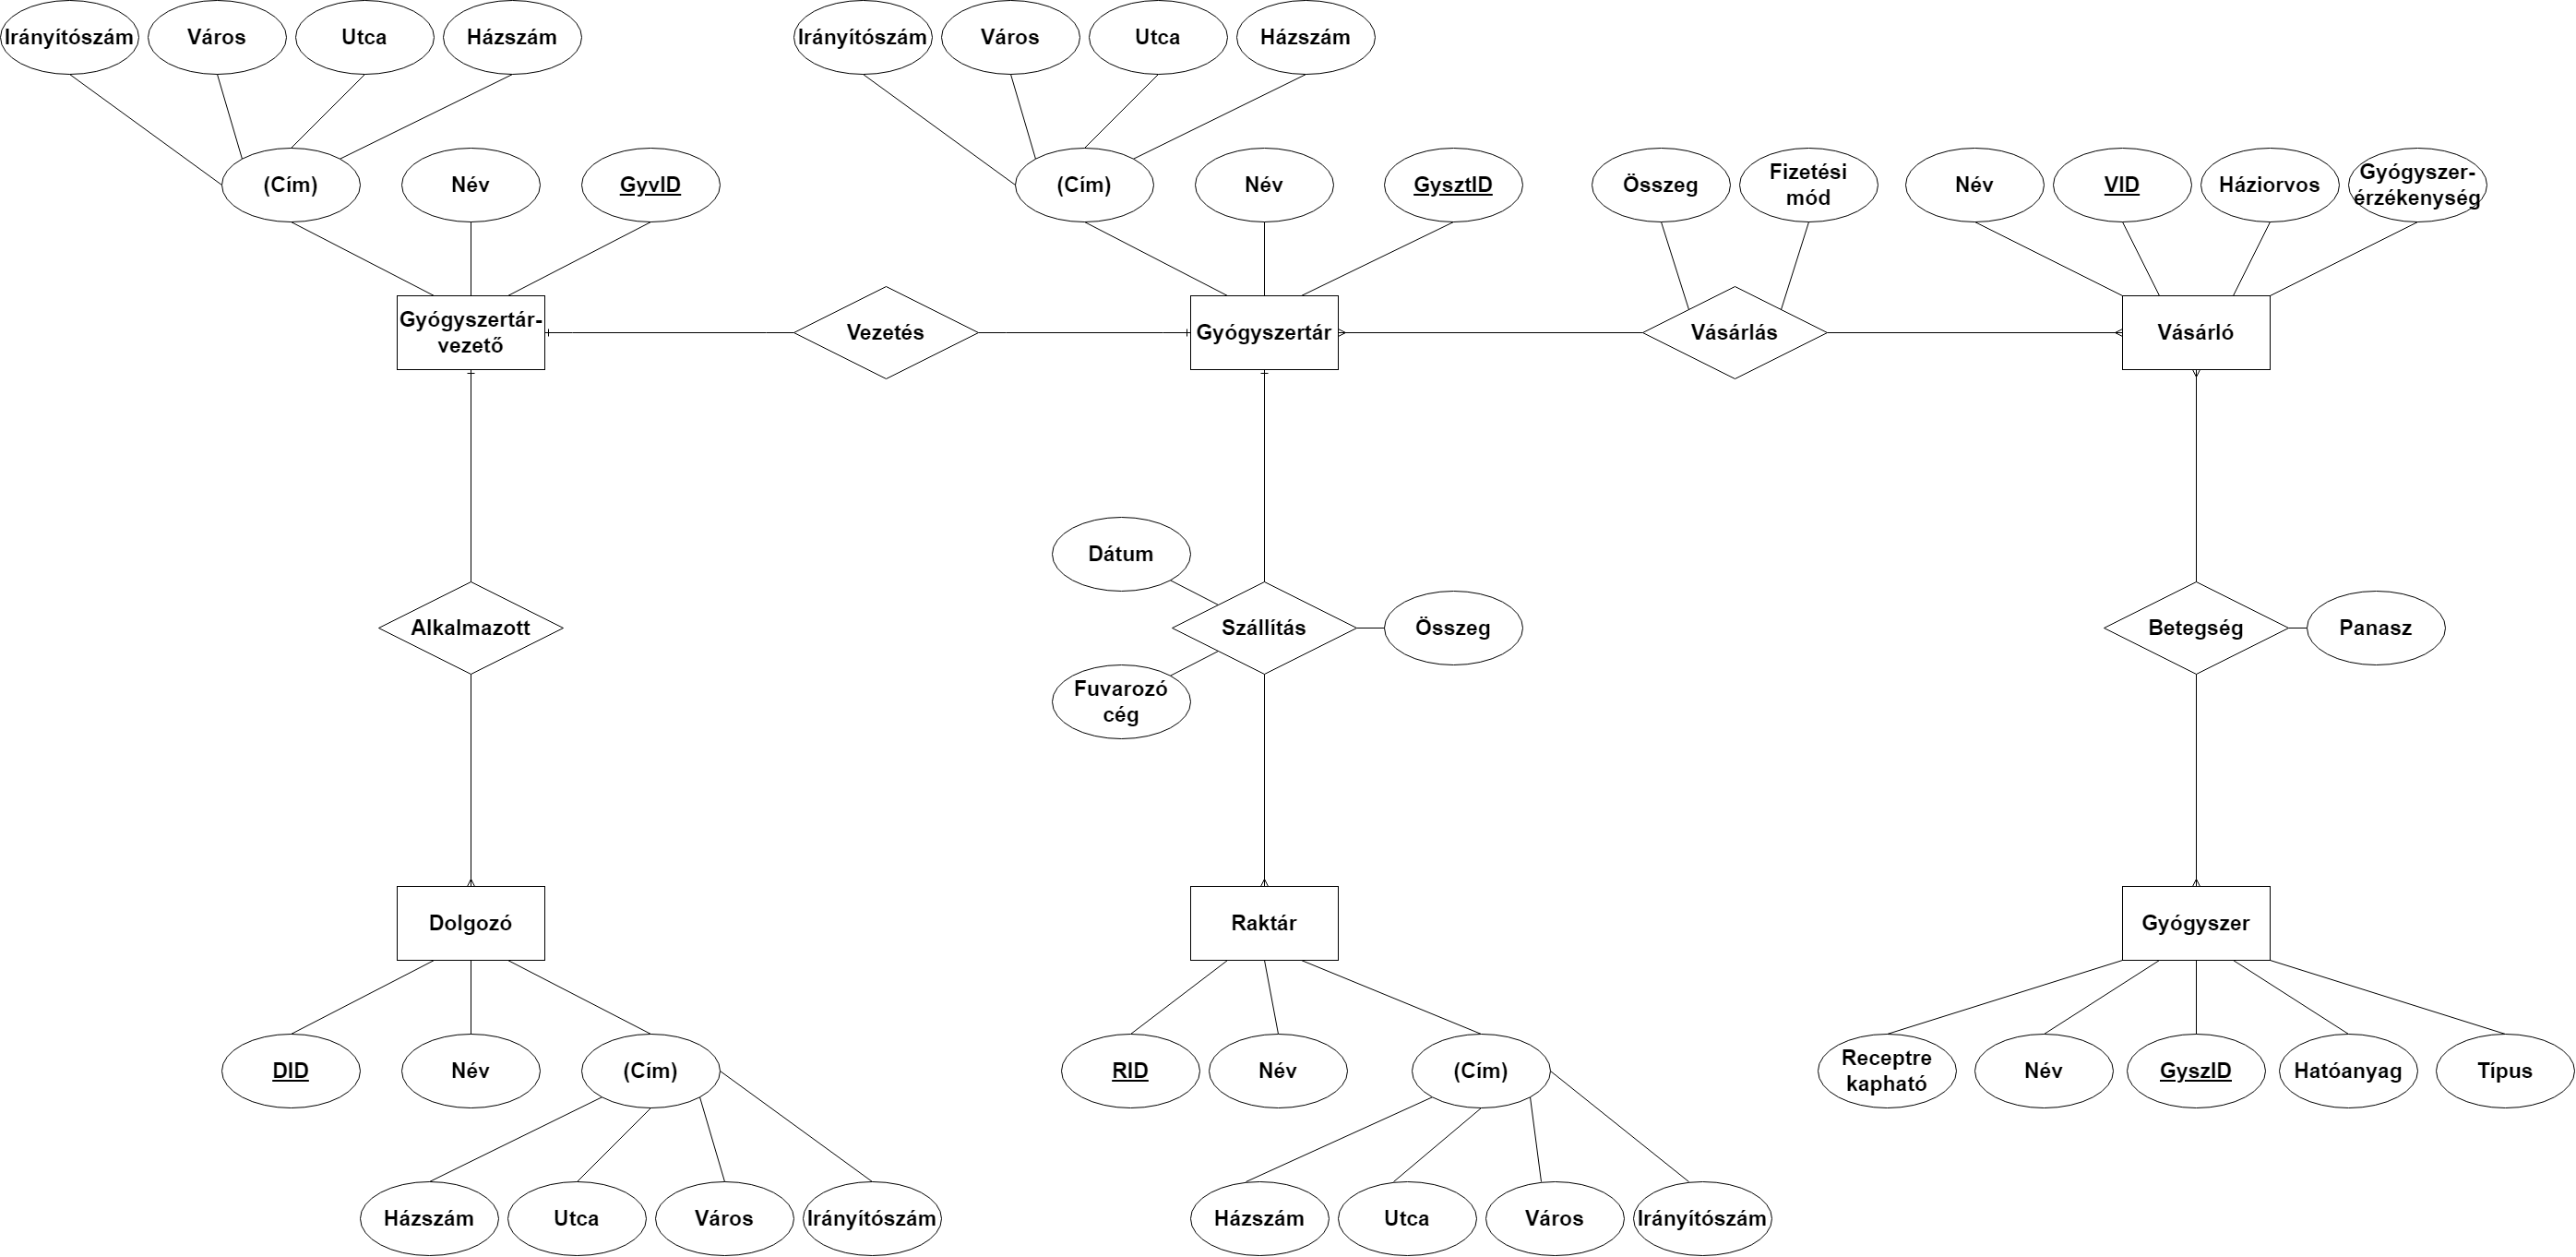 Irányítószám
Város
Utca
Házszám
Irányítószám
Város
Utca
Házszám
(Cím)
Név
GyvID
(Cím)
Név
GysztID
Összeg
Fizetési
mód
Név
VID
Háziorvos
Gyógyszer-
érzékenység
Gyógyszertár-
vezető
Vezetés
Gyógyszertár
Vásárlás
Vásárló
Dátum
Alkalmazott
Szállítás
Összeg
Betegség
Panasz
Fuvarozó
cég
Dolgozó
Raktár
Gyógyszer
DID
Név
(Cím)
RID
Név
(Cím)
Receptre
kapható
Név
GyszID
Hatóanyag
Típus
Házszám
Utca
Város
Irányítószám
Házszám
Utca
Város
Irányítószám